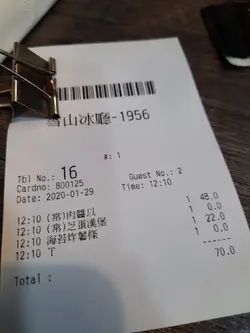 雪山冰廳-1956
#: 1
Tbl No.: 16
Cardno: 800125
Guest No.: 2
Date: 2020-01-29
Time: 12:10
12:10 (常)肉醬以 1 48.0
12:10 (常)芝蛋漢堡 1 0.0
12:10 海苔炸薯條 1 22.0
12:10 T 1 0.0
------
70.0
Total :